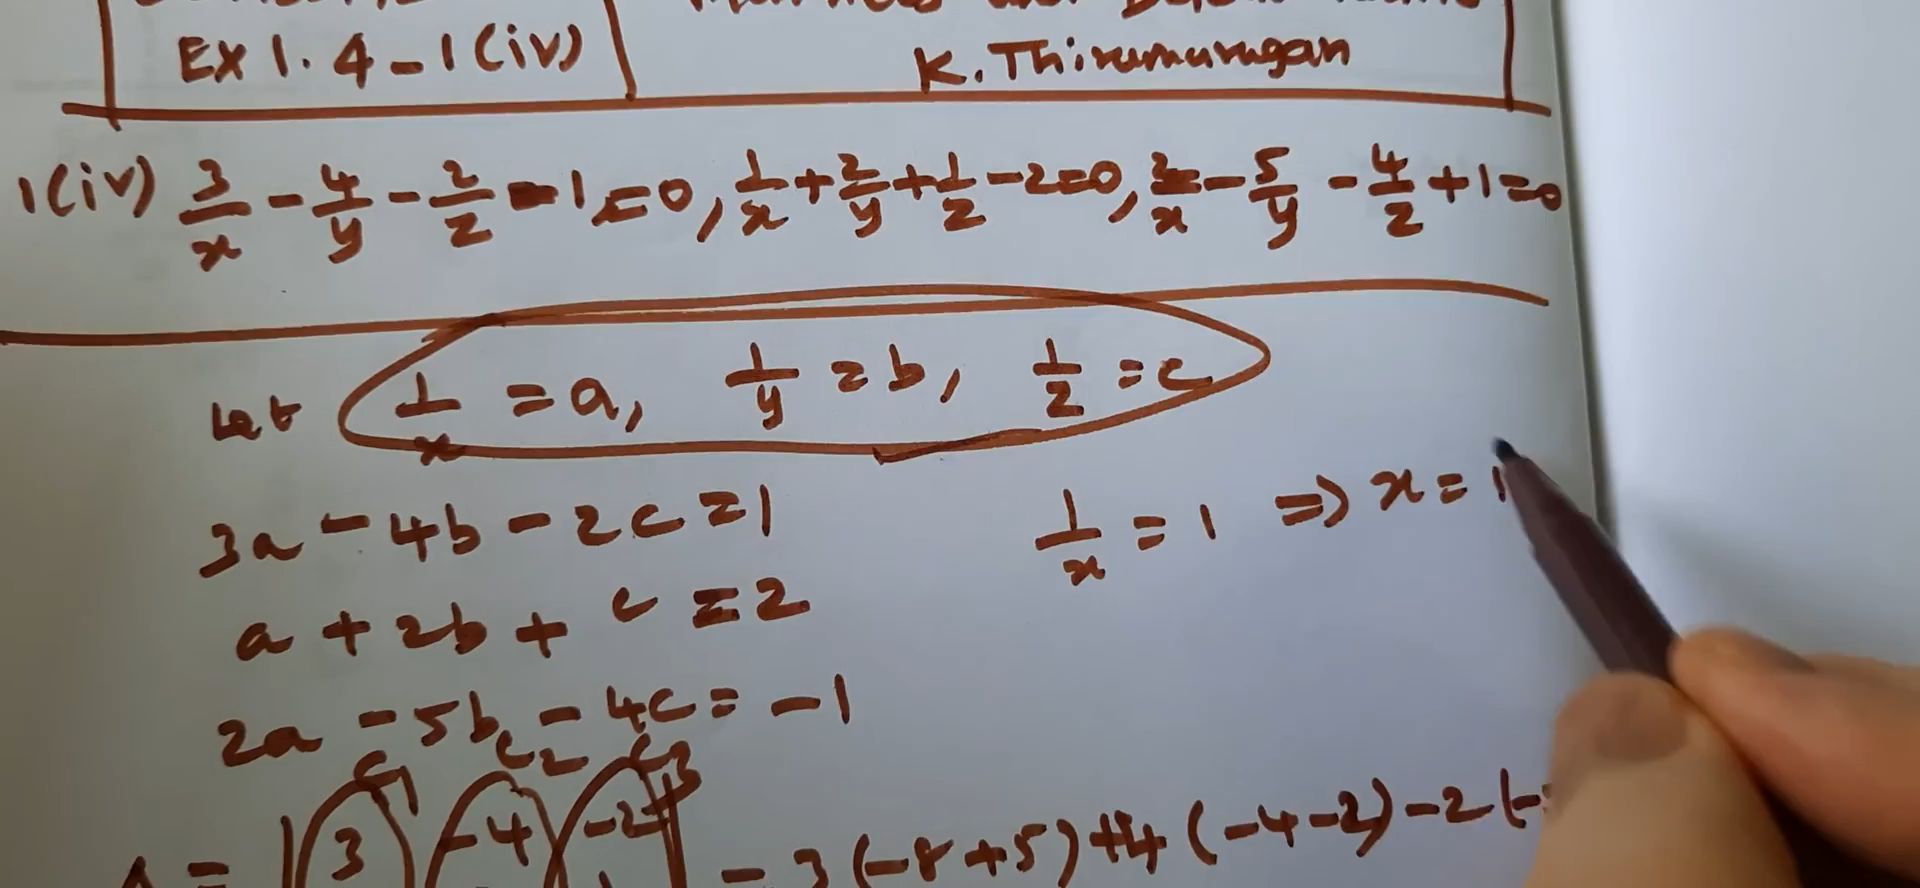 Ex 1.4 - 1(iv)
K. Thirumurugan
1(iv) 3/x - 4/y - 2/z - 1 = 0, 1/x + 2/y + 1/z - 2 = 0, 2/x - 5/y - 4/z + 1 = 0
Let 1/x = a, 1/y = b, 1/z = c
3a - 4b - 2c = 1
1/x = 1 ⇒ x = 1
a + 2b + c = 2
2a - 5b - 4c = -1
C1 C2 C3
= | 3 -4 -2 | = 3(-8+5) +4(-4-2) -2(-